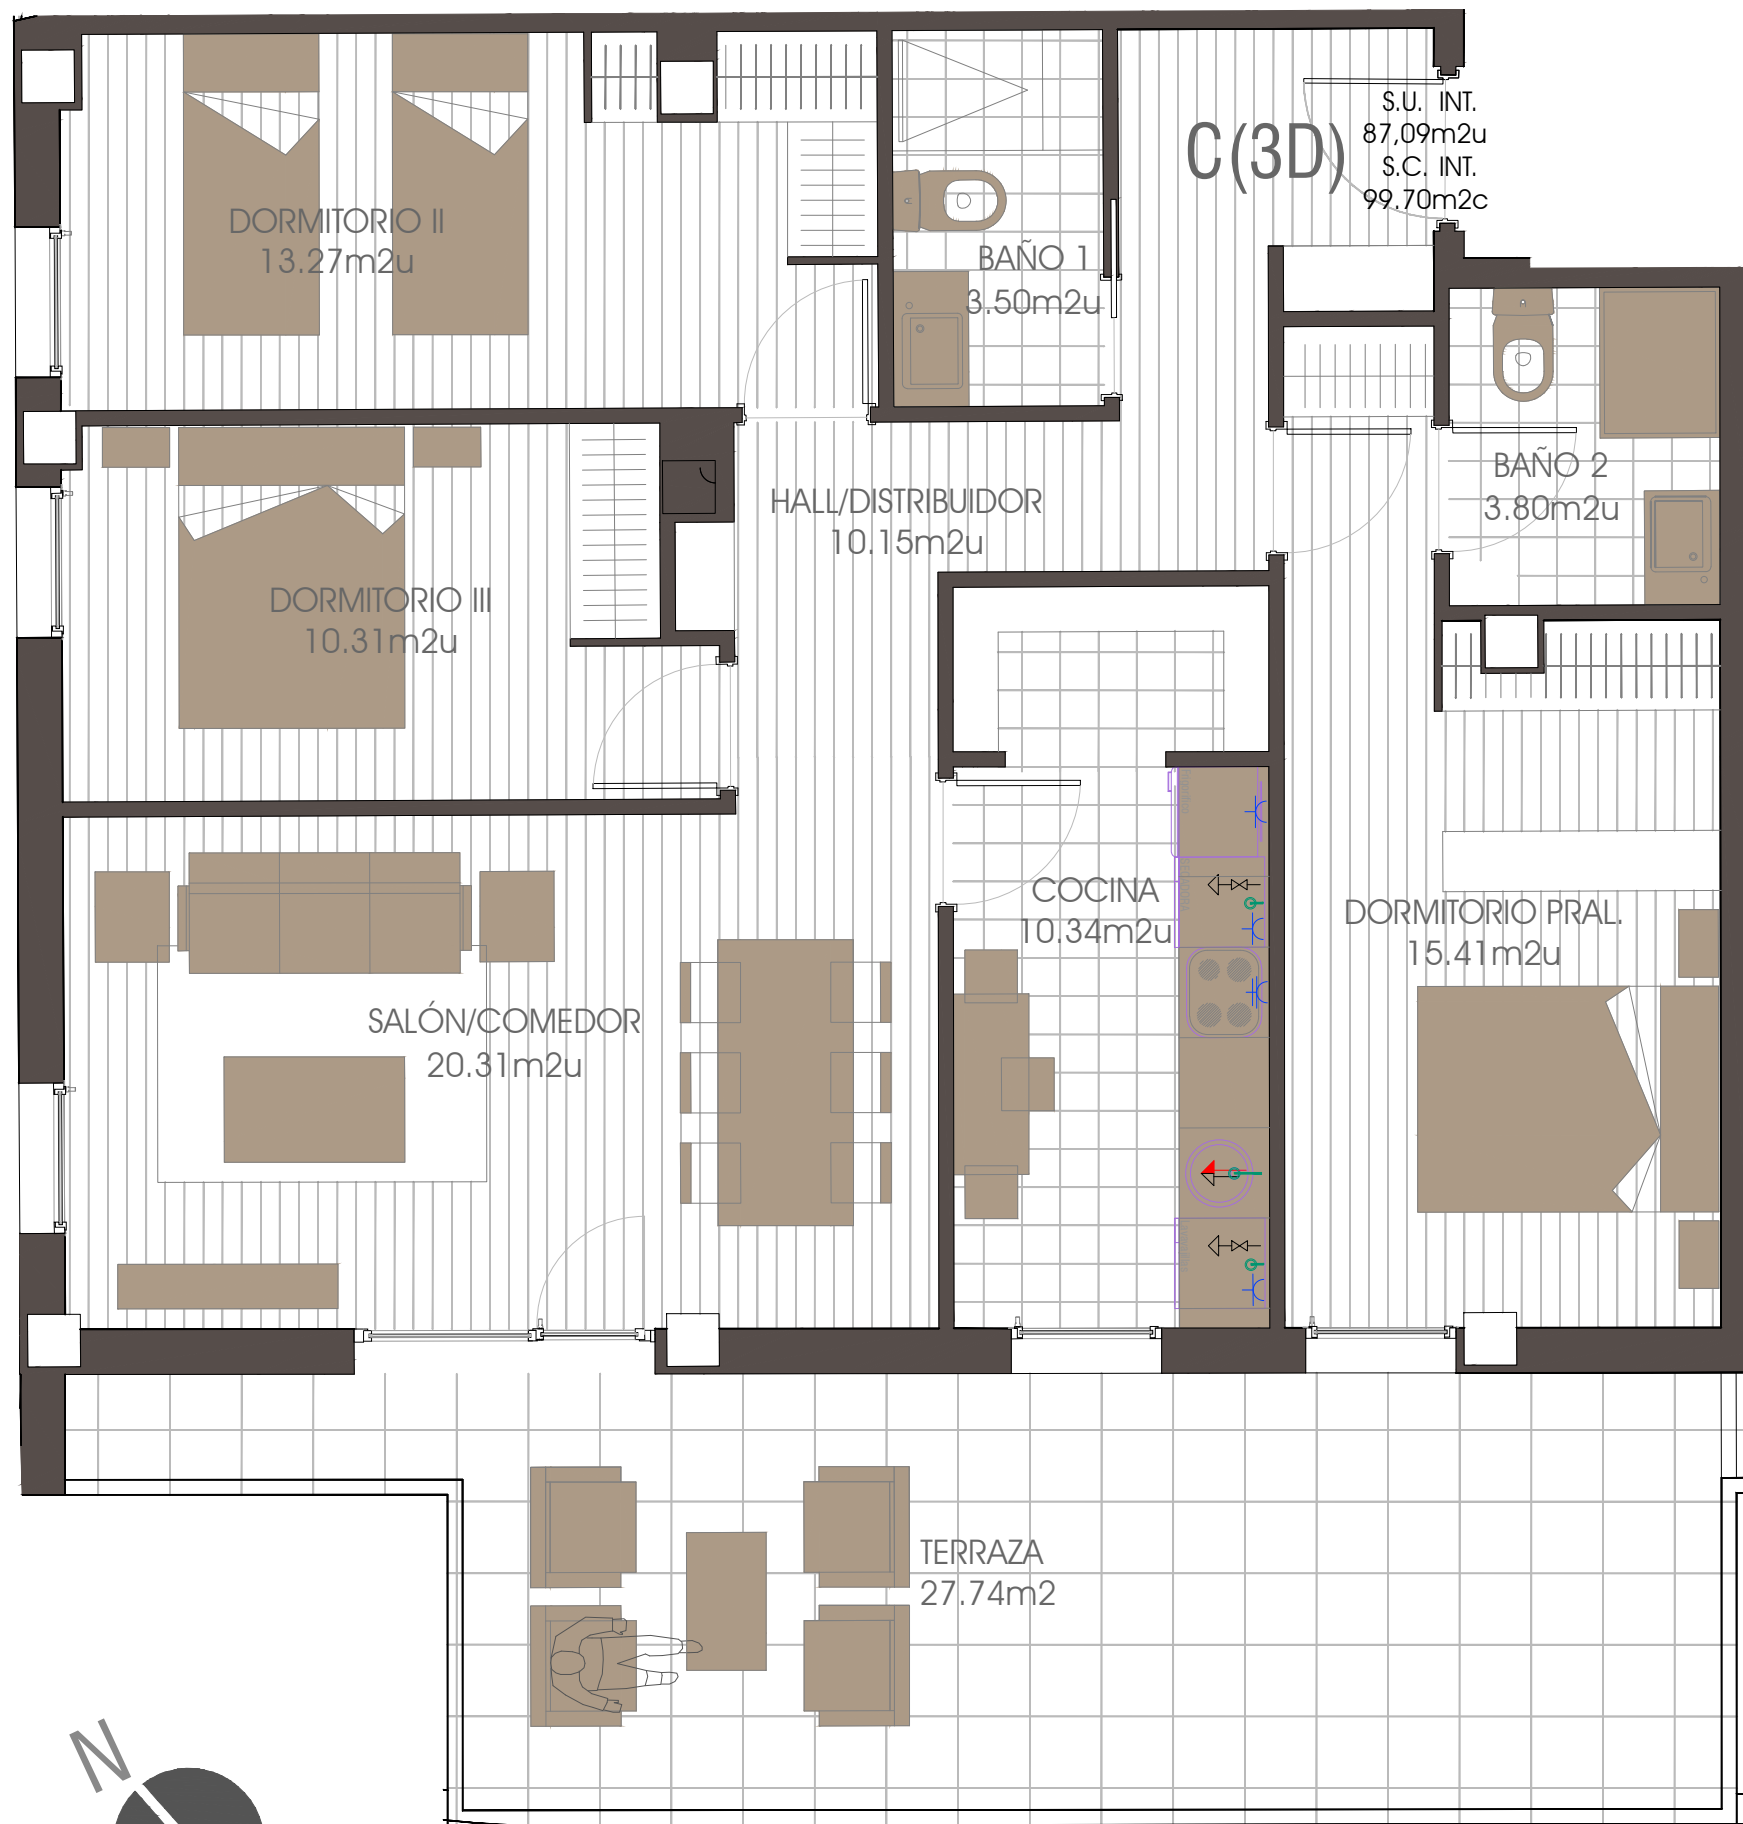 S.U. INT.
87,09m2u
S.C. INT.
99.70m2c
C(3D)
DORMITORIO II
13.27m2u
BAÑO 1
3.50m2u
BAÑO 2
3.80m2u
HALL/DISTRIBUIDOR
10.15m2u
DORMITORIO III
10.31m2u
COCINA
10.34m2u
DORMITORIO PRAL.
15.41m2u
SALÓN/COMEDOR
20.31m2u
TERRAZA
27.74m2
N